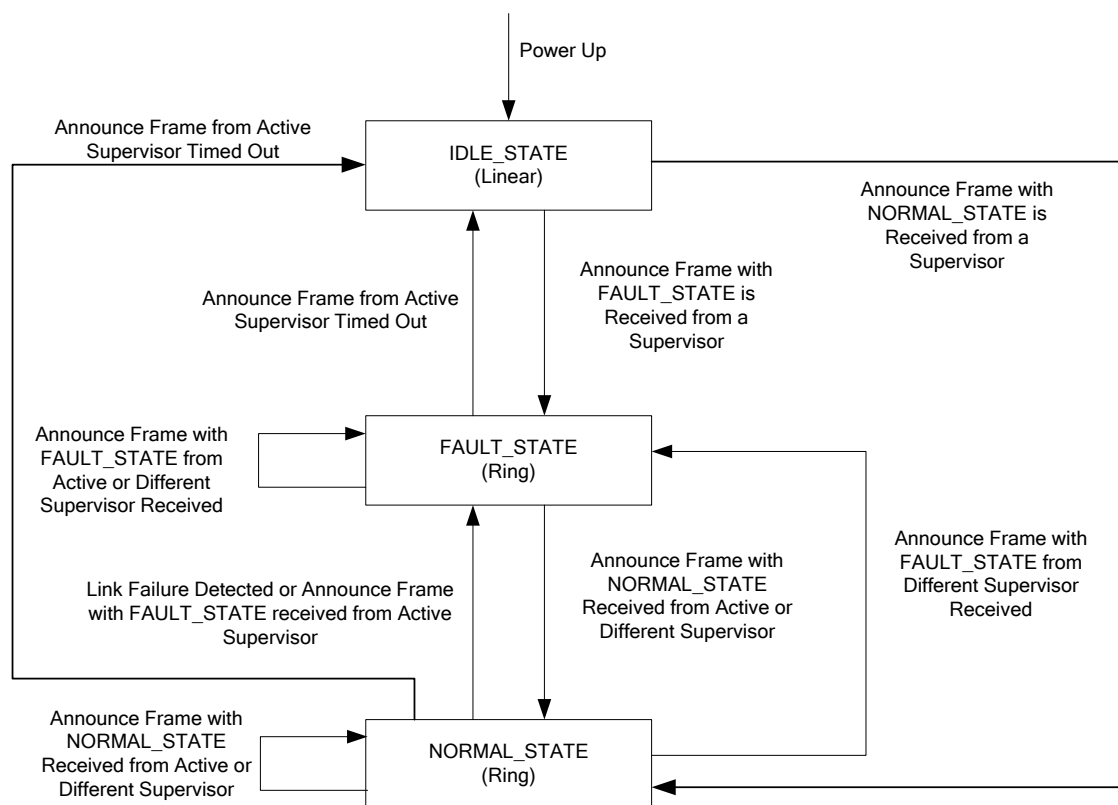 Power Up
Announce Frame from Active
Supervisor Timed Out
IDLE_STATE
(Linear)
Announce Frame with
NORMAL_STATE is
Received from a
Supervisor
Announce Frame from Active
Supervisor Timed Out
Announce Frame with
FAULT_STATE is
Received from a
Supervisor
Announce Frame with
FAULT_STATE from
Active or Different
Supervisor Received
FAULT_STATE
(Ring)
Link Failure Detected or Announce Frame
with FAULT_STATE received from Active
Supervisor
Announce Frame with
NORMAL_STATE
Received from Active or
Different Supervisor
Announce Frame with
FAULT_STATE from
Different Supervisor
Received
Announce Frame with
NORMAL_STATE
Received from Active or
Different Supervisor
NORMAL_STATE
(Ring)